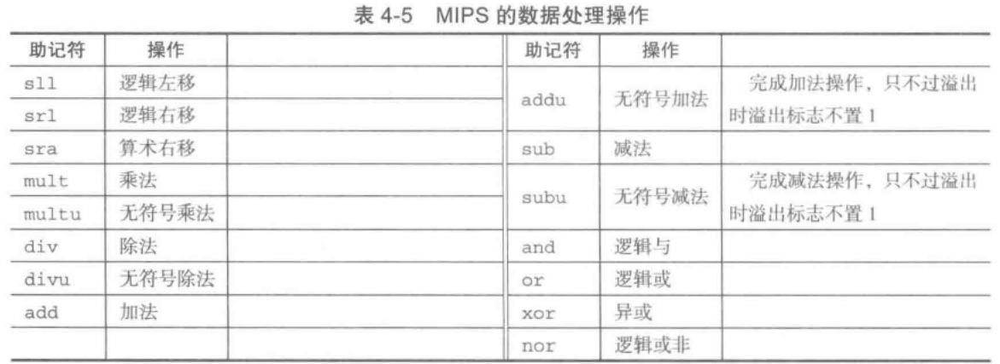 表 4-5 MIPS 的数据处理操作
助记符 操作
sll 逻辑左移
srl 逻辑右移
sra 算术右移
mult 乘法
multu 无符号乘法
div 除法
divu 无符号除法
add 加法
助记符 操作
addu 无符号加法 完成加法操作，只不过溢出
时溢出标志不置 1
sub 减法
subu 无符号减法 完成减法操作，只不过溢出
时溢出标志不置 1
and 逻辑与
or 逻辑或
xor 异或
nor 逻辑或非